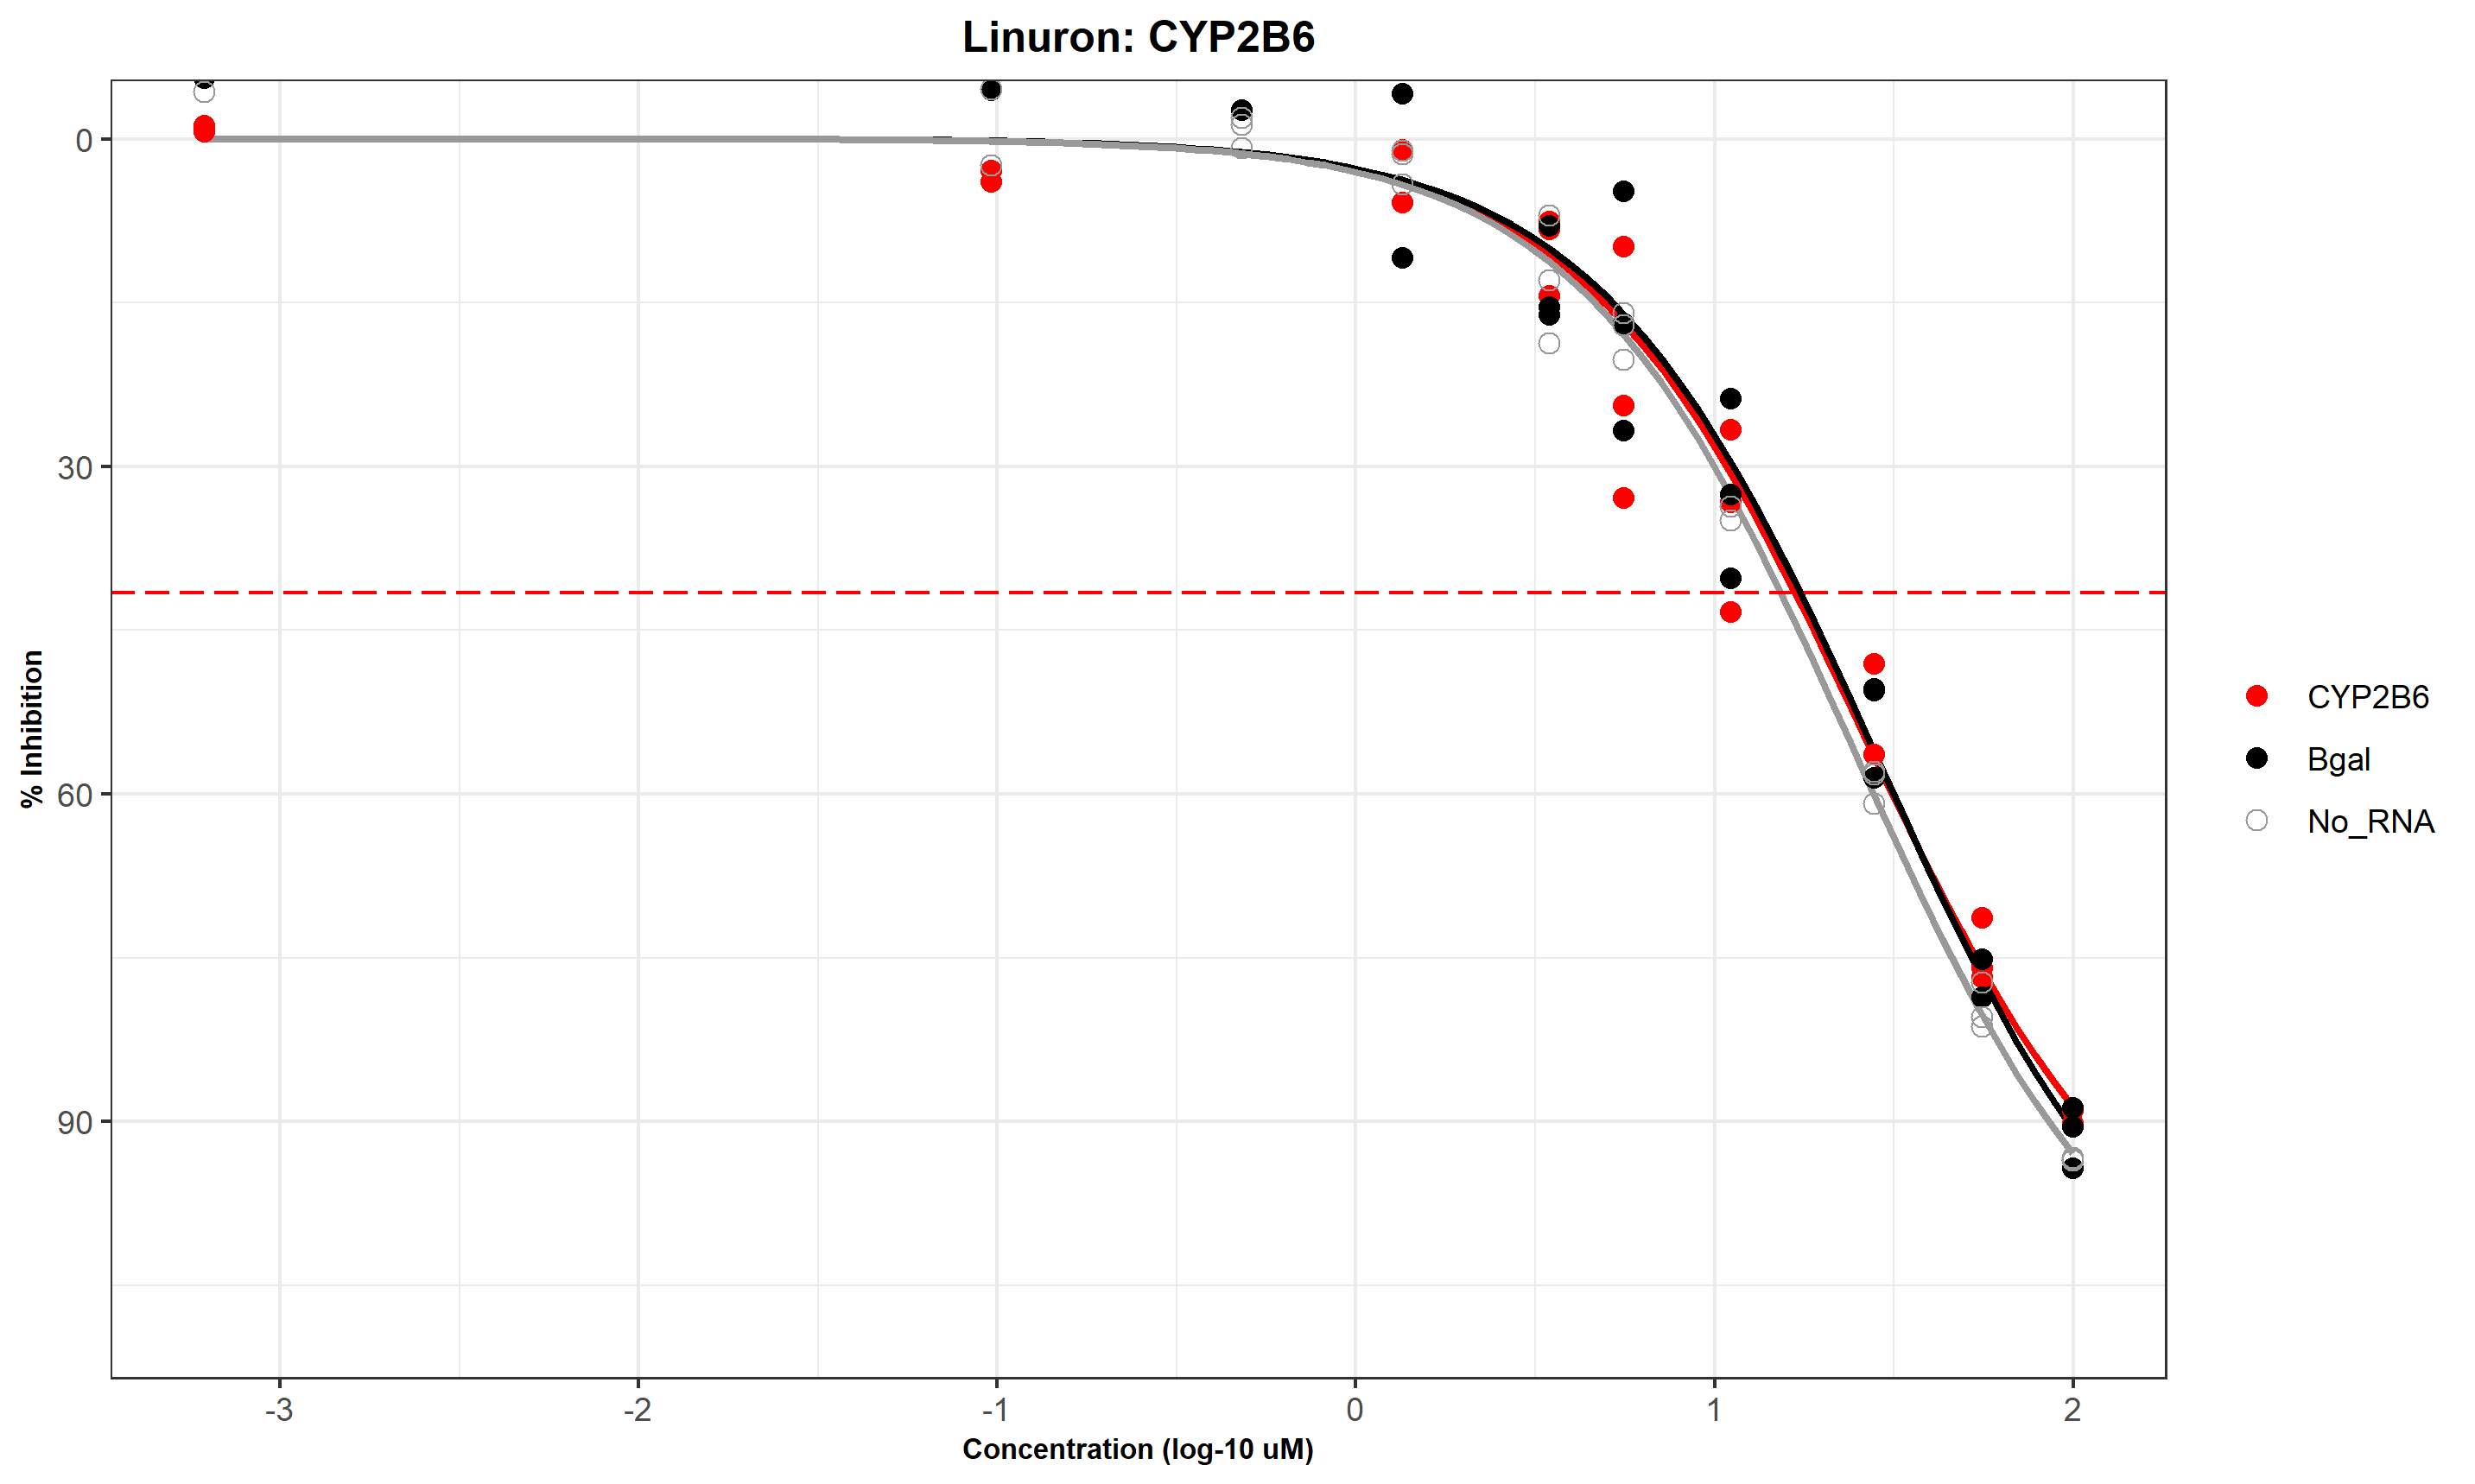 Linuron: CYP2B6
0
30
60
90
% Inhibition
-3
-2
-1
0
1
2
Concentration (log-10 uM)
CYP2B6
Bgal
No_RNA